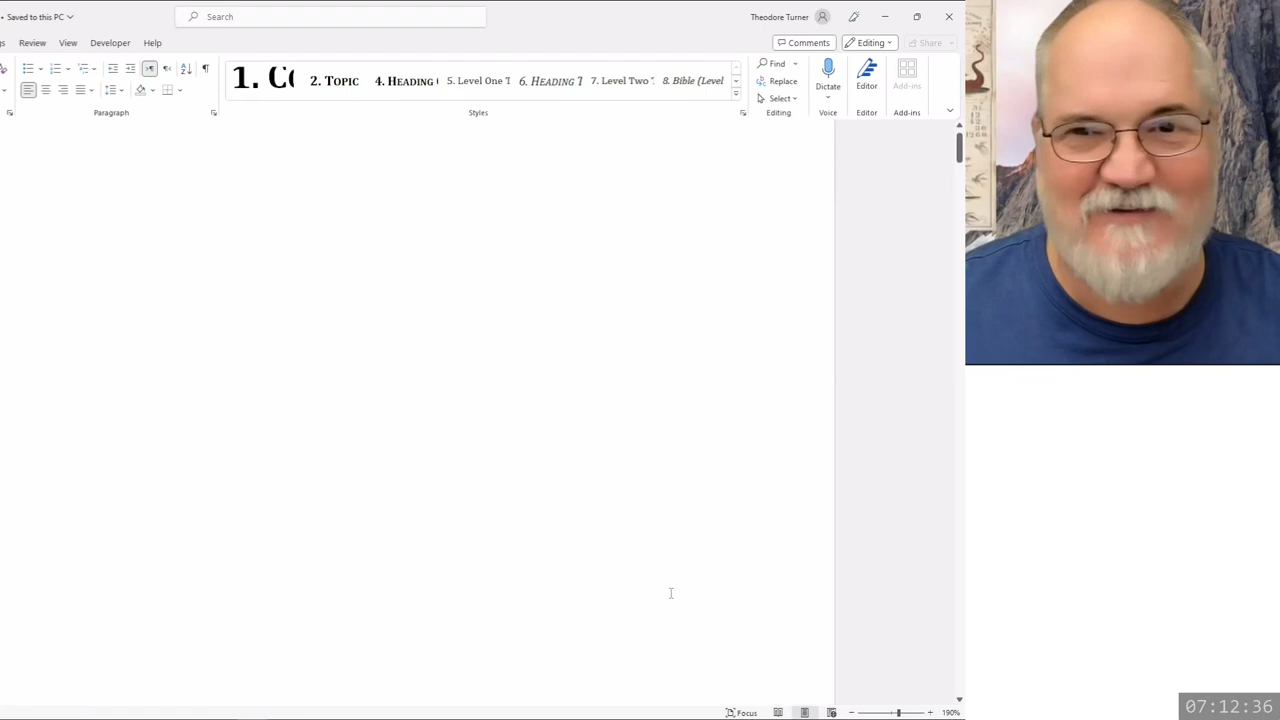 • Saved to this PC
Search
Theodore Turner
Review View Developer Help
Comments
Editing
Share
1. Co
2. Topic
4. Heading
5. Level One T
6. Heading T
7. Level Two
8. Bible (Level
Find
Replace
Select
Dictate
Editor
Add-ins
Paragraph
Styles
Editing
Voice
Editor
Add-ins
Focus
190%
07:12:36